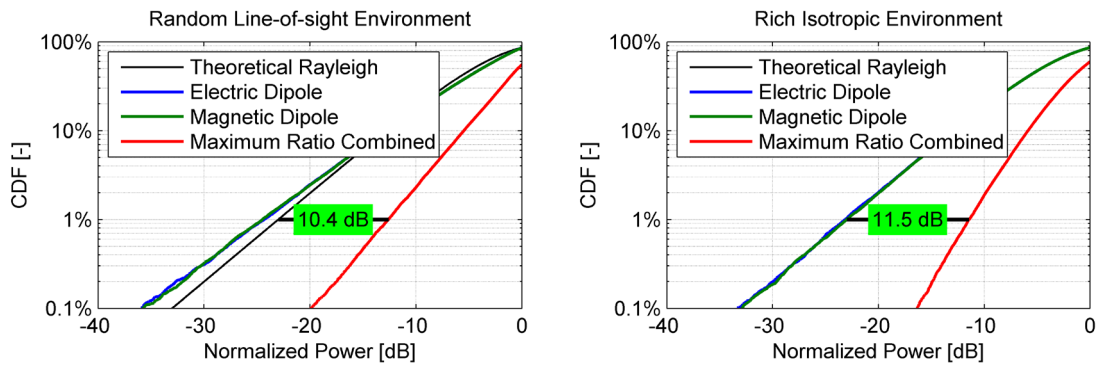 Random Line-of-sight Environment
100%
10%
1%
0.1%
CDF [-]
Theoretical Rayleigh
Electric Dipole
Magnetic Dipole
Maximum Ratio Combined
10.4 dB
-40
-30
-20
-10
0
Normalized Power [dB]
Rich Isotropic Environment
100%
10%
1%
0.1%
CDF [-]
Theoretical Rayleigh
Electric Dipole
Magnetic Dipole
Maximum Ratio Combined
11.5 dB
-40
-30
-20
-10
0
Normalized Power [dB]